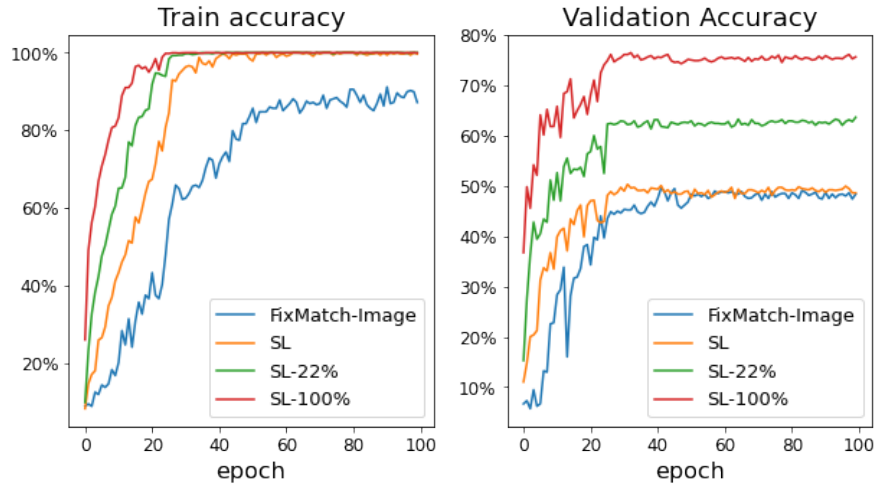 Train accuracy
100%
80%
60%
40%
20%
0
20
40
60
80
100
epoch
FixMatch-Image
SL
SL-22%
SL-100%
Validation Accuracy
80%
70%
60%
50%
40%
30%
20%
10%
0
20
40
60
80
100
epoch
FixMatch-Image
SL
SL-22%
SL-100%